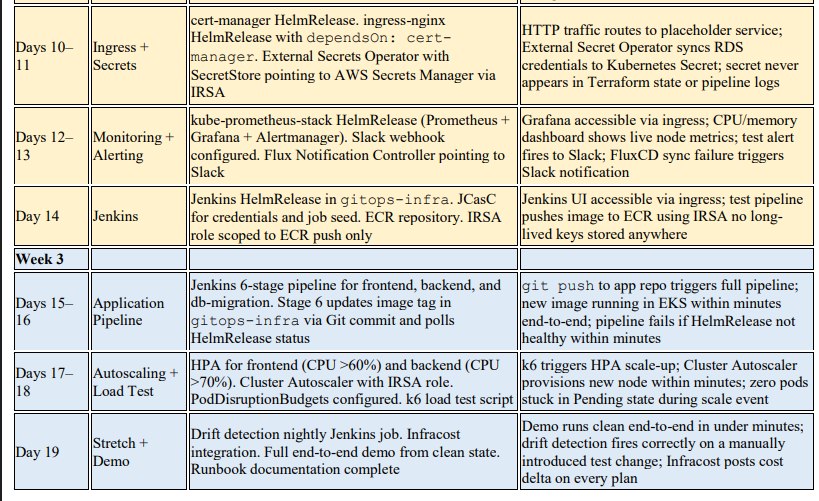 Days 10–
11
Ingress +
Secrets
cert-manager HelmRelease. ingress-nginx
HelmRelease with dependsOn: cert-
manager. External Secrets Operator with
SecretStore pointing to AWS Secrets Manager via
IRSA
HTTP traffic routes to placeholder service;
External Secret Operator syncs RDS
credentials to Kubernetes Secret; secret never
appears in Terraform state or pipeline logs
Days 12–
13
Monitoring +
Alerting
kube-prometheus-stack HelmRelease (Prometheus +
Grafana + Alertmanager). Slack webhook
configured. Flux Notification Controller pointing to
Slack
Grafana accessible via ingress; CPU/memory
dashboard shows live node metrics; test alert
fires to Slack; FluxCD sync failure triggers
Slack notification
Day 14
Jenkins
Jenkins HelmRelease in gitops-infra. JCasC
for credentials and job seed. ECR repository. IRSA
role scoped to ECR push only
Jenkins UI accessible via ingress; test pipeline
pushes image to ECR using IRSA no long-
lived keys stored anywhere
Week 3
Days 15–
16
Application
Pipeline
Jenkins 6-stage pipeline for frontend, backend, and
db-migration. Stage 6 updates image tag in
gitops-infra via Git commit and polls
HelmRelease status
git push to app repo triggers full pipeline;
new image running in EKS within minutes
end-to-end; pipeline fails if HelmRelease not
healthy within minutes
Days 17–
18
Autoscaling +
Load Test
HPA for frontend (CPU >60%) and backend (CPU
>70%). Cluster Autoscaler with IRSA role.
PodDisruptionBudgets configured. k6 load test script
k6 triggers HPA scale-up; Cluster Autoscaler
provisions new node within minutes; zero pods
stuck in Pending state during scale event
Day 19
Stretch +
Demo
Drift detection nightly Jenkins job. Infracost
integration. Full end-to-end demo from clean state.
Runbook documentation complete
Demo runs clean end-to-end in under minutes;
drift detection fires correctly on a manually
introduced test change; Infracost posts cost
delta on every plan